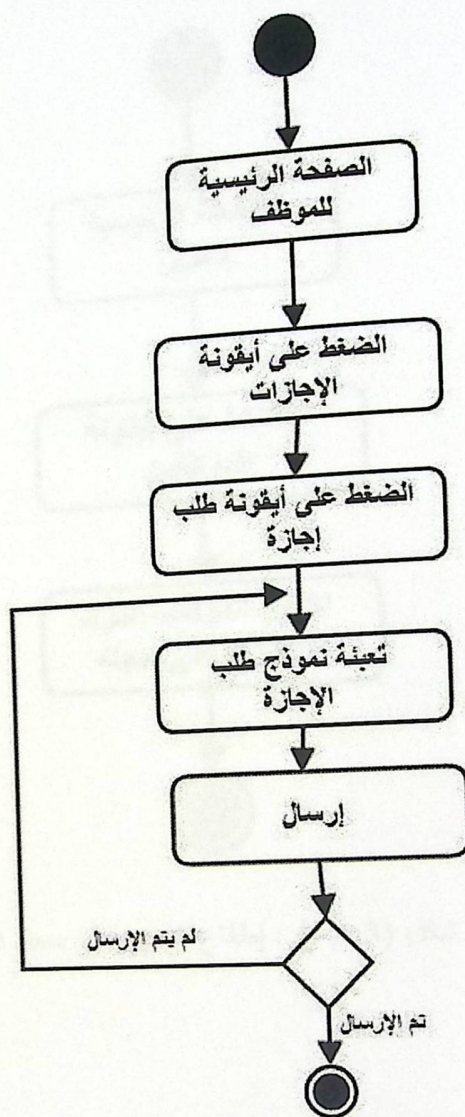 الصفحة الرئيسية
للموظف
الضغط على أيقونة
الإجازات
الضغط على أيقونة طلب
إجازة
تعبئة نموذج طلب
الإجازة
إرسال
لم يتم الإرسال
تم الإرسال